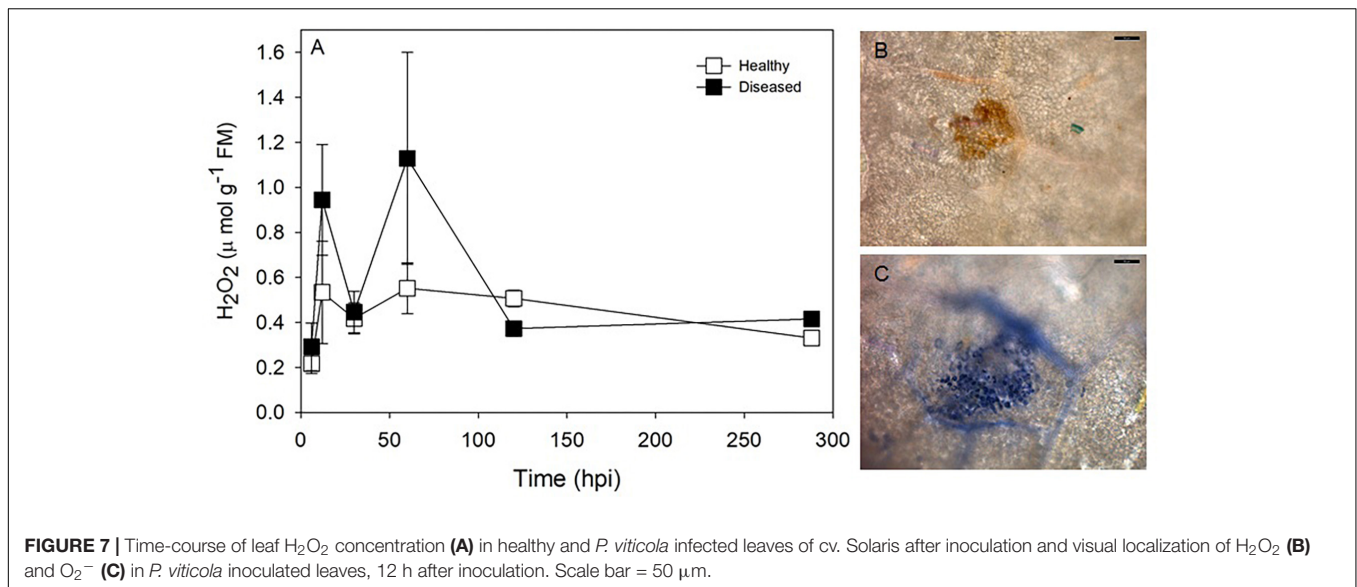 A
Healthy
Diseased
H₂O₂ (μ mol g⁻¹ FM)
1.6
1.4
1.2
1.0
0.8
0.6
0.4
0.2
0.0
0 50 100 150 200 250 300
Time (hpi)
B
C
FIGURE 7 | Time-course of leaf H₂O₂ concentration (A) in healthy and P. viticola infected leaves of cv. Solaris after inoculation and visual localization of H₂O₂ (B)
and O₂⁻ (C) in P. viticola inoculated leaves, 12 h after inoculation. Scale bar = 50 μm.